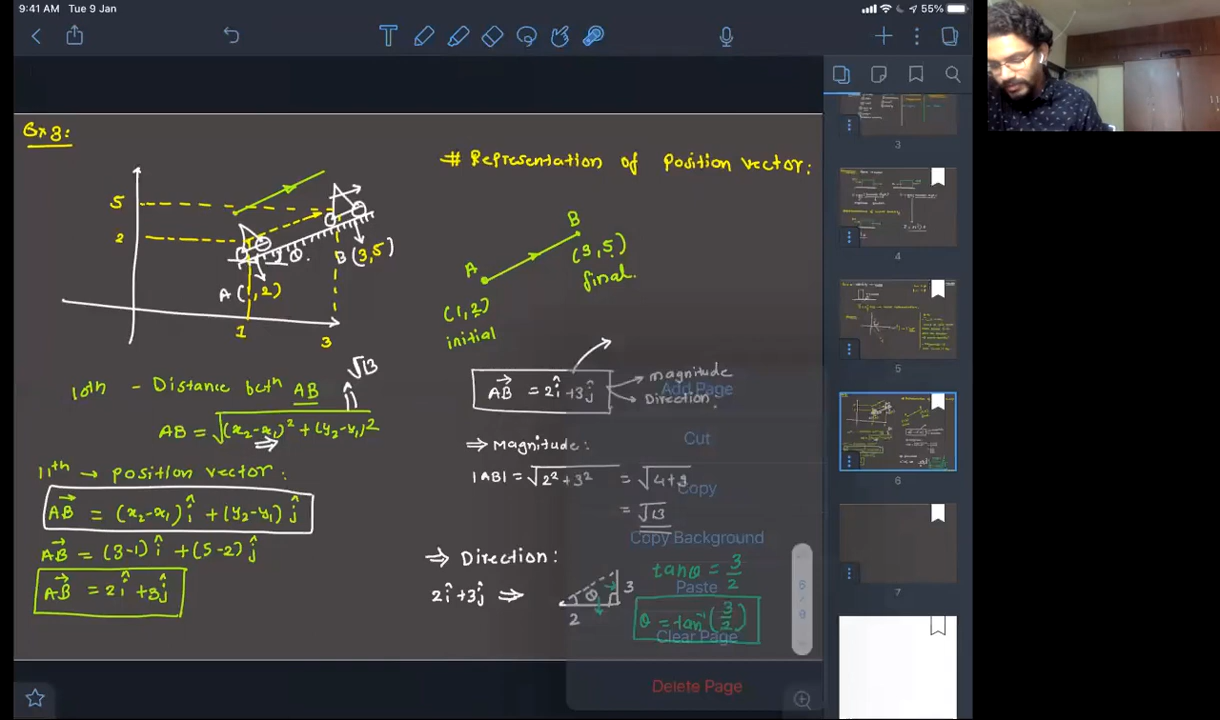 9:41 AM Tue 9 Jan
55%
Ex 3:
# Representation of Position vector:
5
2
B (3,5)
A (1,2)
1
3
A
(1,2)
initial
B
(3,5)
final.
10th - Distance betn AB
√13
ĵ
AB = √(x₂-x₁)² + (y₂-y₁)²
⇒
11th → Position vector:
AB→ = (x₂-x₁) î + (y₂-y₁) ĵ
AB→ = (3-1) î + (5-2) ĵ
AB→ = 2î + 3ĵ
AB→ = 2î + 3ĵ
→ magnitude
→ Direction.
⇒ Magnitude:
|AB| = √2² + 3² = √4+9
= √13
⇒ Direction:
2î + 3ĵ ⇒
θ
3
2
tanθ = 3/2
θ = tan⁻¹(3/2)
Add Page
Cut
Copy
Copy Background
Paste
Clear Page
Delete Page
3
4
5
6
7